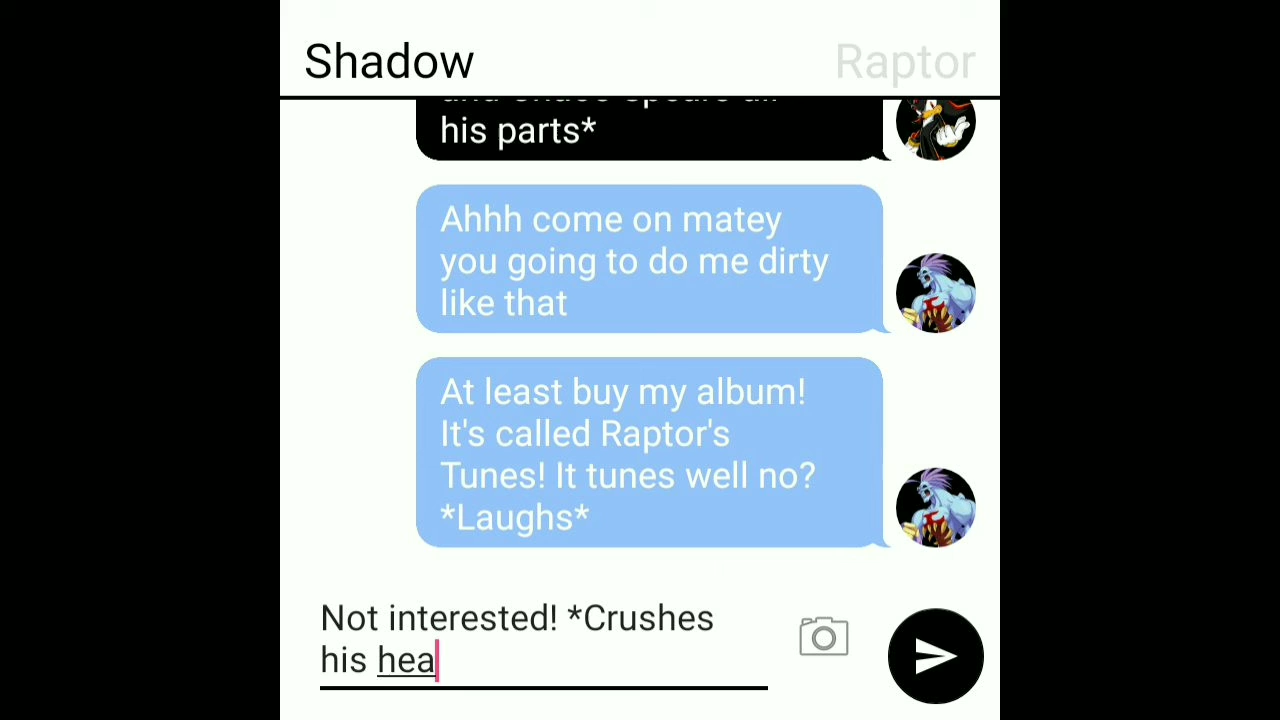 Shadow
Raptor
his parts*
Ahhh come on matey
you going to do me dirty
like that
At least buy my album!
It's called Raptor's
Tunes! It tunes well no?
*Laughs*
Not interested! *Crushes
his hea